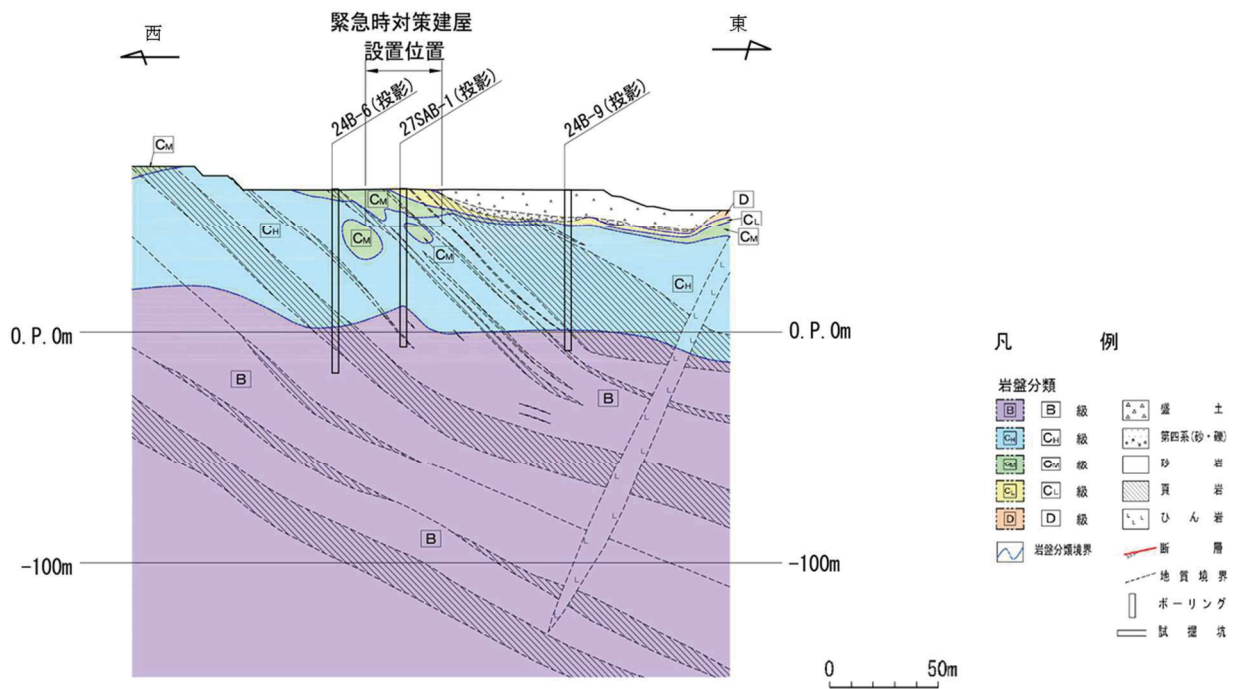 西
緊急時対策建屋
設置位置
東
24B-6(投影)
27SAB-1(投影)
24B-9(投影)
CM
CM
CM
CM
CH
CH
D
CL
CM
O.P.0m
O.P.0m
B
B
B
-100m
-100m
0
50m
凡 例
岩盤分類
B B 級
CH CH 級
CM CM 級
CL CL 級
D D 級
岩盤分類境界
盛 土
第四系(砂・礫)
砂 岩
頁 岩
ひ ん 岩
断 層
地 質 境 界
ボ ー リ ン グ
試 掘 坑